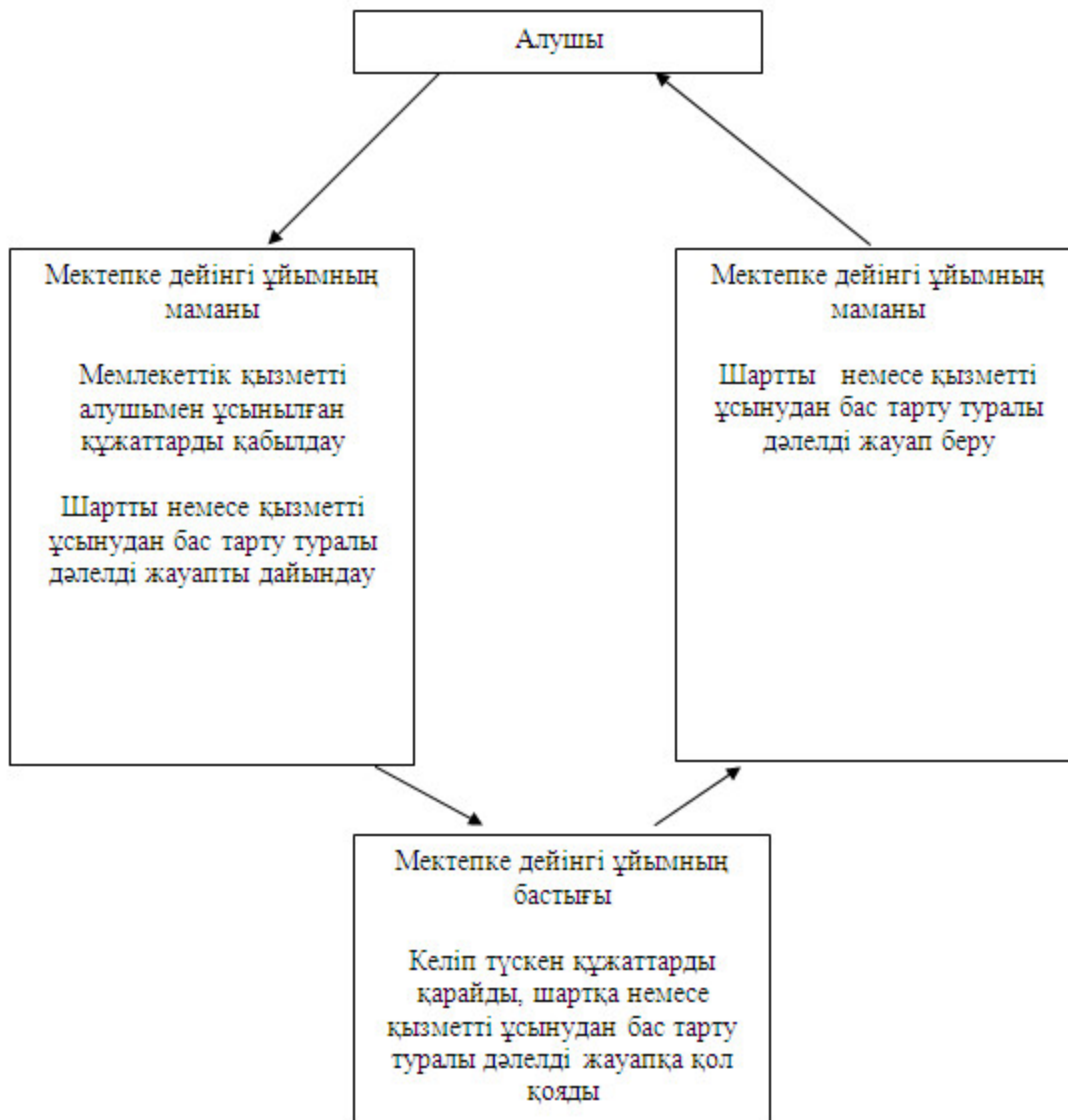 Алушы
Мектепке дейінгі ұйымның
маманы
Мемлекеттік қызметті
алушымен ұсынылған
құжаттарды қабылдау
Шартты немесе қызметті
ұсынудан бас тарту туралы
дәлелді жауапты дайындау
Мектепке дейінгі ұйымның
маманы
Шартты немесе қызметті
ұсынудан бас тарту туралы
дәлелді жауап беру
Мектепке дейінгі ұйымның
бастығы
Келіп түскен құжаттарды
қарайды, шартқа немесе
қызметті ұсынудан бас тарту
туралы дәлелді жауапқа қол
қояды